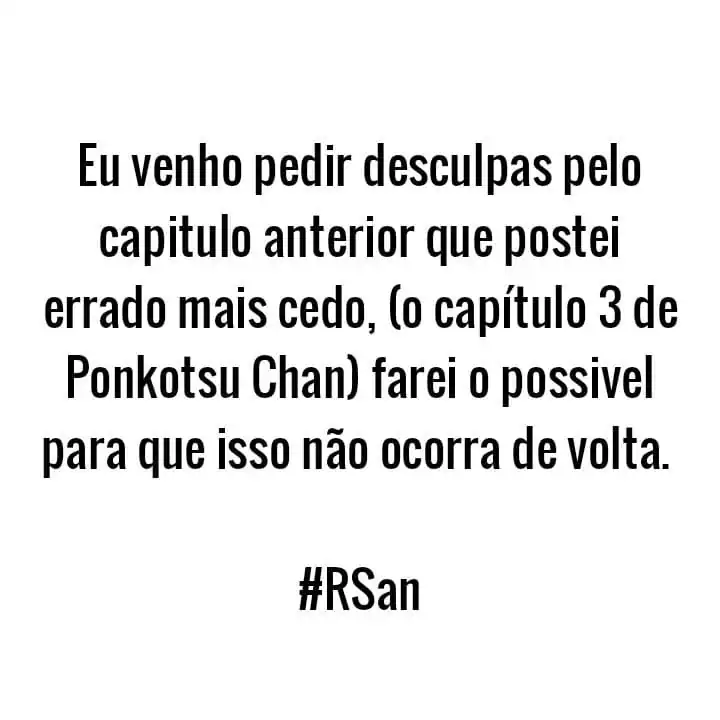 Eu venho pedir desculpas pelo
capitulo anterior que postei
errado mais cedo, (o capítulo 3 de
Ponkotsu Chan) farei o possivel
para que isso não ocorra de volta.
#RSan